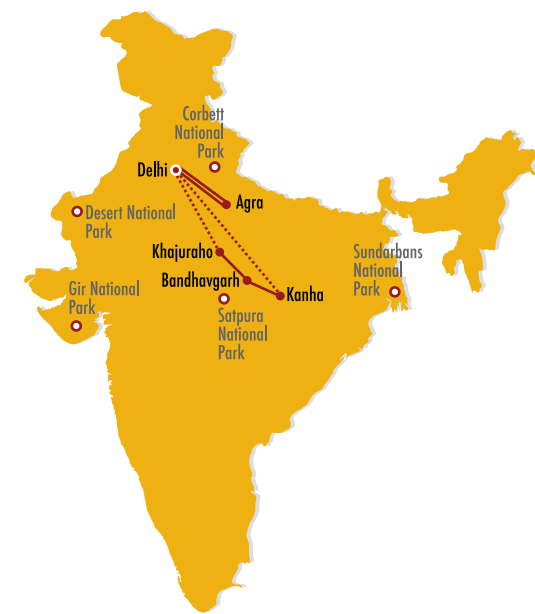 Corbett
National
Park
Delhi
Agra
Desert National
Park
Khajuraho
Sundarbans
National
Park
Bandhavgarh
Gir National
Park
Kanha
Satpura
National
Park